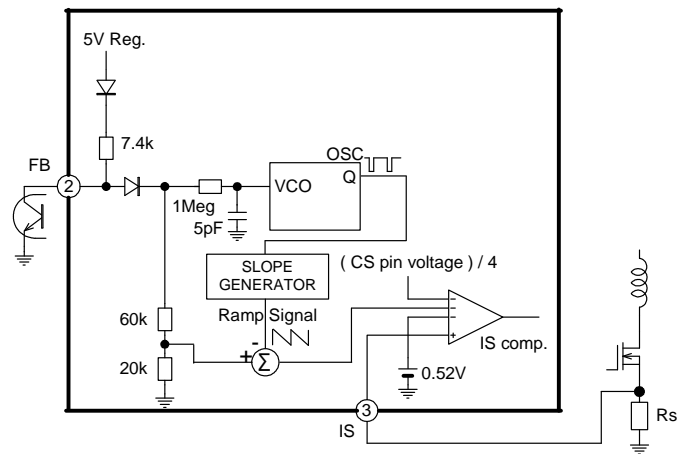 5V Reg.
7.4k
FB
2
OSC
Q
VCO
1Meg
5pF
( CS pin voltage ) / 4
SLOPE
GENERATOR
Ramp Signal
60k
-
+
Σ
20k
-
-
-
+
IS comp.
0.52V
3
IS
Rs